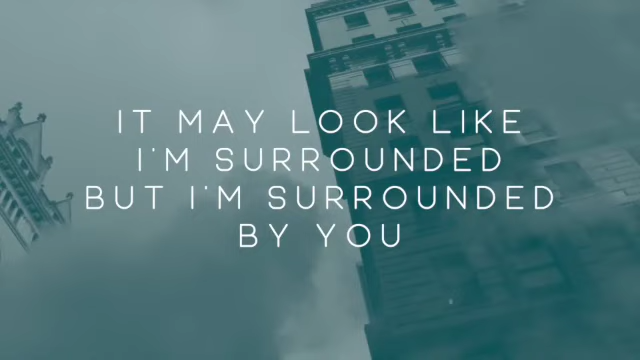 IT MAY LOOK LIKE
I'M SURROUNDED
BUT I'M SURROUNDED
BY YOU